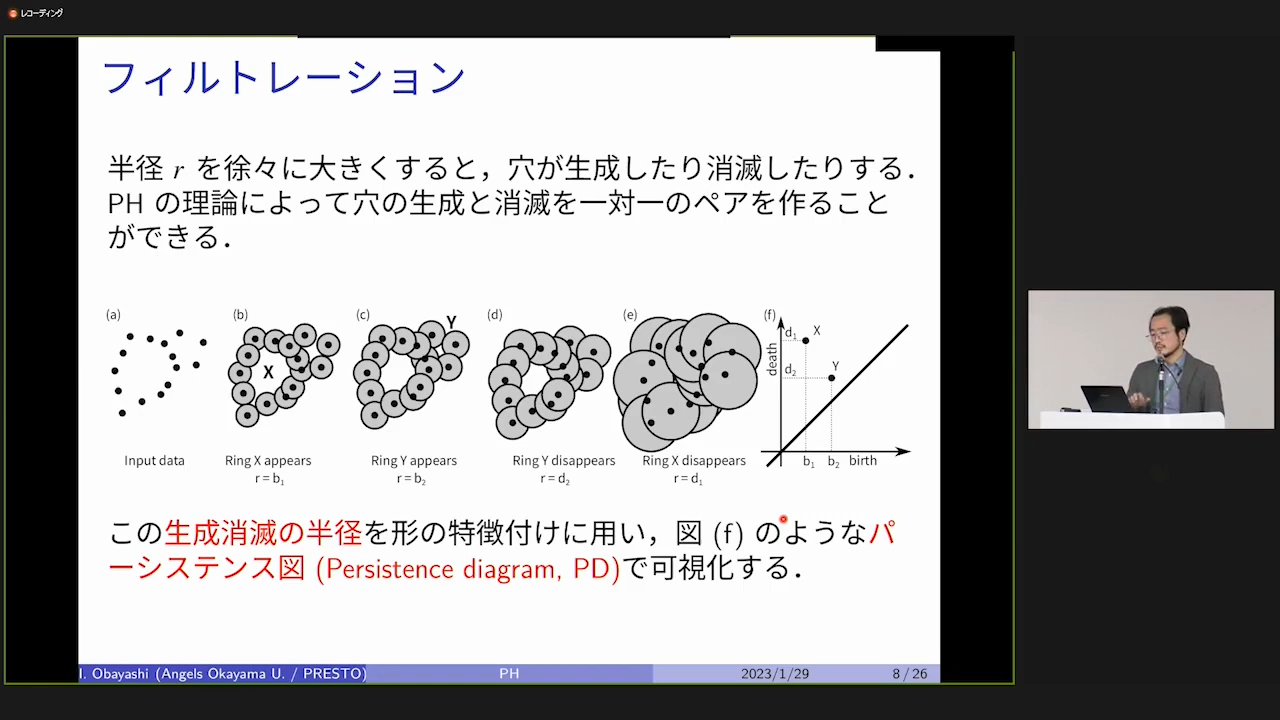 レコーディング
フィルトレーション
半径 r を徐々に大きくすると，穴が生成したり消滅したりする．
PH の理論によって穴の生成と消滅を一対一のペアを作ること
ができる．
(a)
(b)
(c)
(d)
(e)
(f)
X
Y
death
d₁
X
d₂
Y
b₁
b₂
birth
Input data
Ring X appears
r = b₁
Ring Y appears
r = b₂
Ring Y disappears
r = d₂
Ring X disappears
r = d₁
この生成消滅の半径を形の特徴付けに用い，図 (f) のようなパ
ーシステンス図 (Persistence diagram, PD)で可視化する．
I. Obayashi (Angels Okayama U. / PRESTO)
PH
2023/1/29
8 / 26